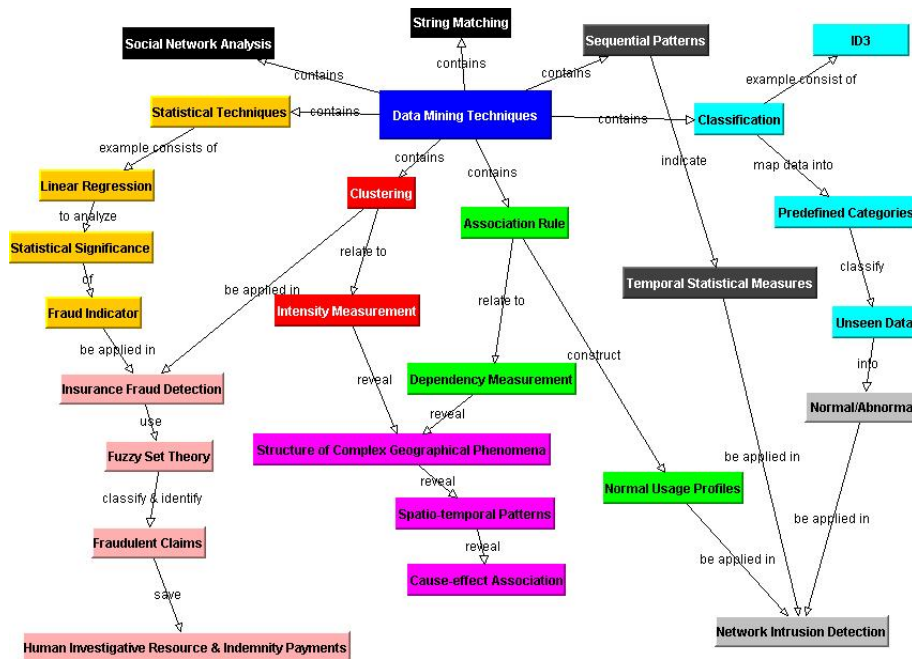 String Matching
Social Network Analysis
Sequential Patterns
ID3
contains
contains
contains
example consist of
Statistical Techniques
contains
Data Mining Techniques
contains
Classification
example consists of
contains
contains
indicate
map data into
Linear Regression
Clustering
to analyze
Association Rule
Predefined Categories
Statistical Significance
relate to
classify
of
be applied in
relate to
Temporal Statistical Measures
Fraud Indicator
Intensity Measurement
Unseen Data
be applied in
construct
into
Insurance Fraud Detection
reveal
Dependency Measurement
Normal/Abnorma
use
reveal
Fuzzy Set Theory
Structure of Complex Geographical Phenomena
be applied in
classify & identify
reveal
Normal Usage Profiles
Spatio-temporal Patterns
be applied in
Fraudulent Claims
reveal
be applied in
Cause-effect Association
save
Network Intrusion Detection
Human Investigative Resource & Indemnity Payments